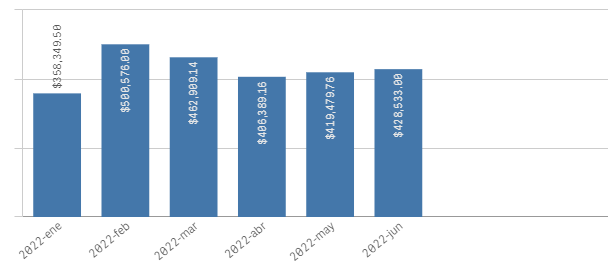 $358,349.50
$500,576.00
$462,909.14
$406,389.16
$419,479.76
$428,533.00
2022-ene
2022-feb
2022-mar
2022-abr
2022-may
2022-jun